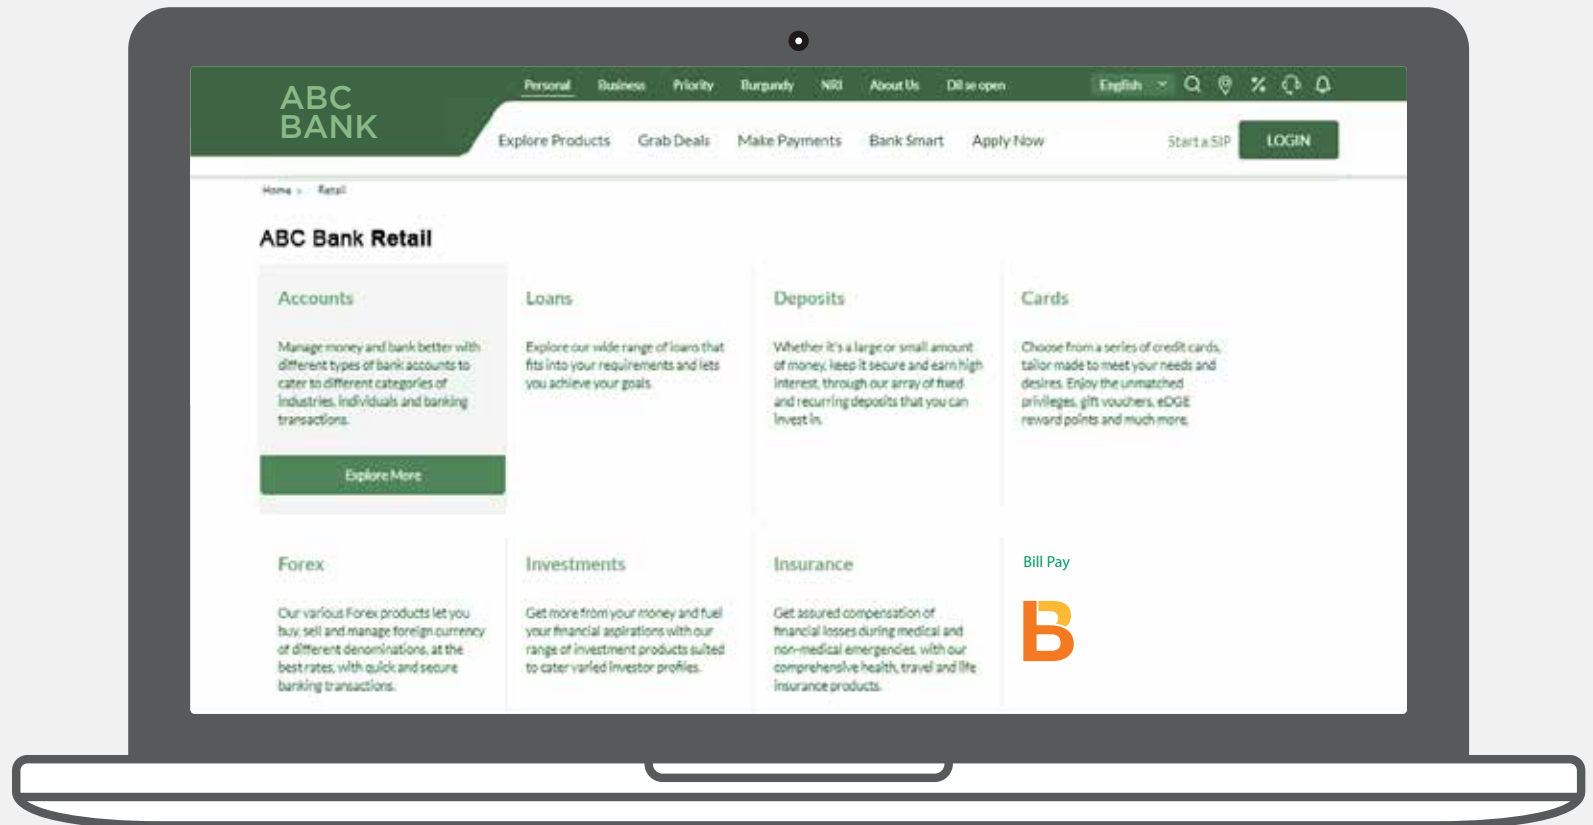 ABC
BANK
Personal Business Priority Burgundy NRI About Us Dil se open English
Explore Products Grab Deals Make Payments Bank Smart Apply Now Start a SIP LOGIN
Home > Retail
ABC Bank Retail
Accounts
Manage money and bank better with
different types of bank accounts to
cater to different categories of
industries, individuals and banking
transactions.
Explore More
Loans
Explore our wide range of loans that
fits into your requirements and lets
you achieve your goals.
Deposits
Whether it's a large or small amount
of money, keep it secure and earn high
interest, through our array of fixed
and recurring deposits that you can
invest in.
Cards
Choose from a series of credit cards,
tailor made to meet your needs and
desires. Enjoy the unmatched
privileges, gift vouchers, eDGE
reward points and much more.
Forex
Our various Forex products let you
buy, sell and manage foreign currency
of different denominations, at the
best rates, with quick and secure
banking transactions.
Investments
Get more from your money and fuel
your financial aspirations with our
range of investment products suited
to cater varied investor profiles.
Insurance
Get assured compensation of
financial losses during medical and
non-medical emergencies, with our
comprehensive health, travel and life
insurance products.
Bill Pay
B